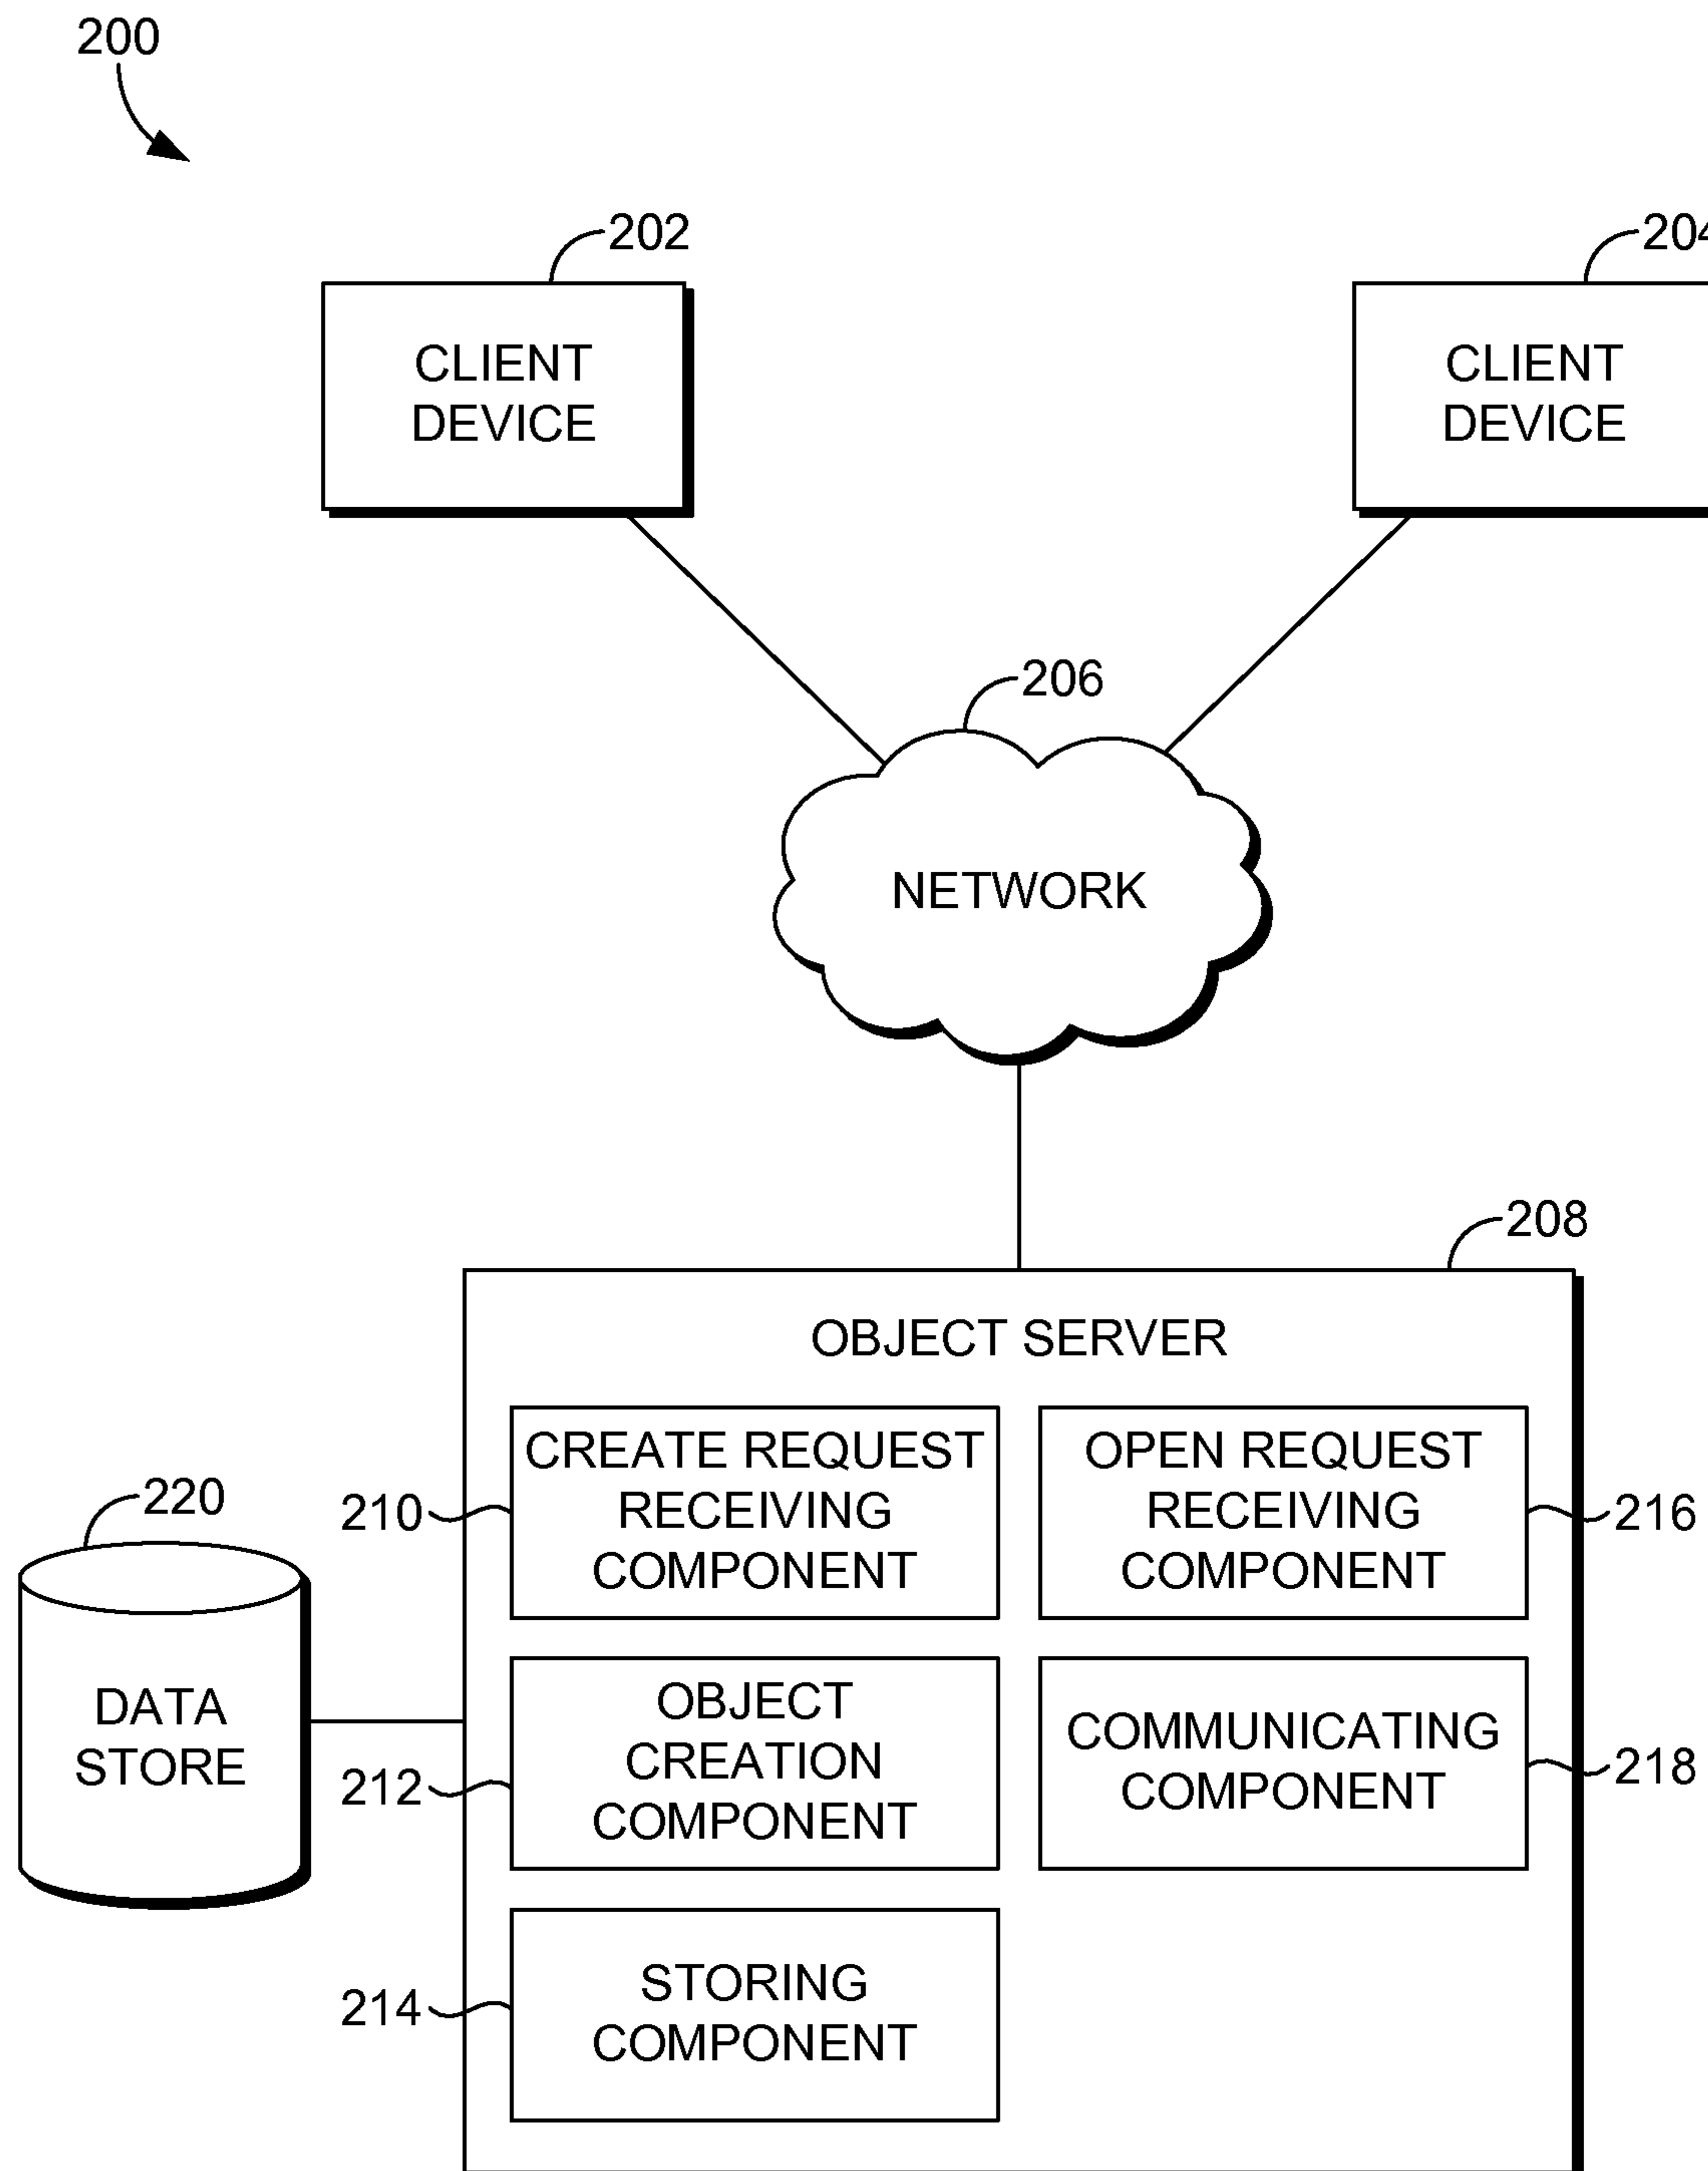 200
202
204
CLIENT
DEVICE
CLIENT
DEVICE
206
NETWORK
208
OBJECT SERVER
CREATE REQUEST
RECEIVING
COMPONENT
210
OPEN REQUEST
RECEIVING
COMPONENT
216
220
DATA
STORE
OBJECT
CREATION
COMPONENT
212
COMMUNICATING
COMPONENT
218
STORING
COMPONENT
214